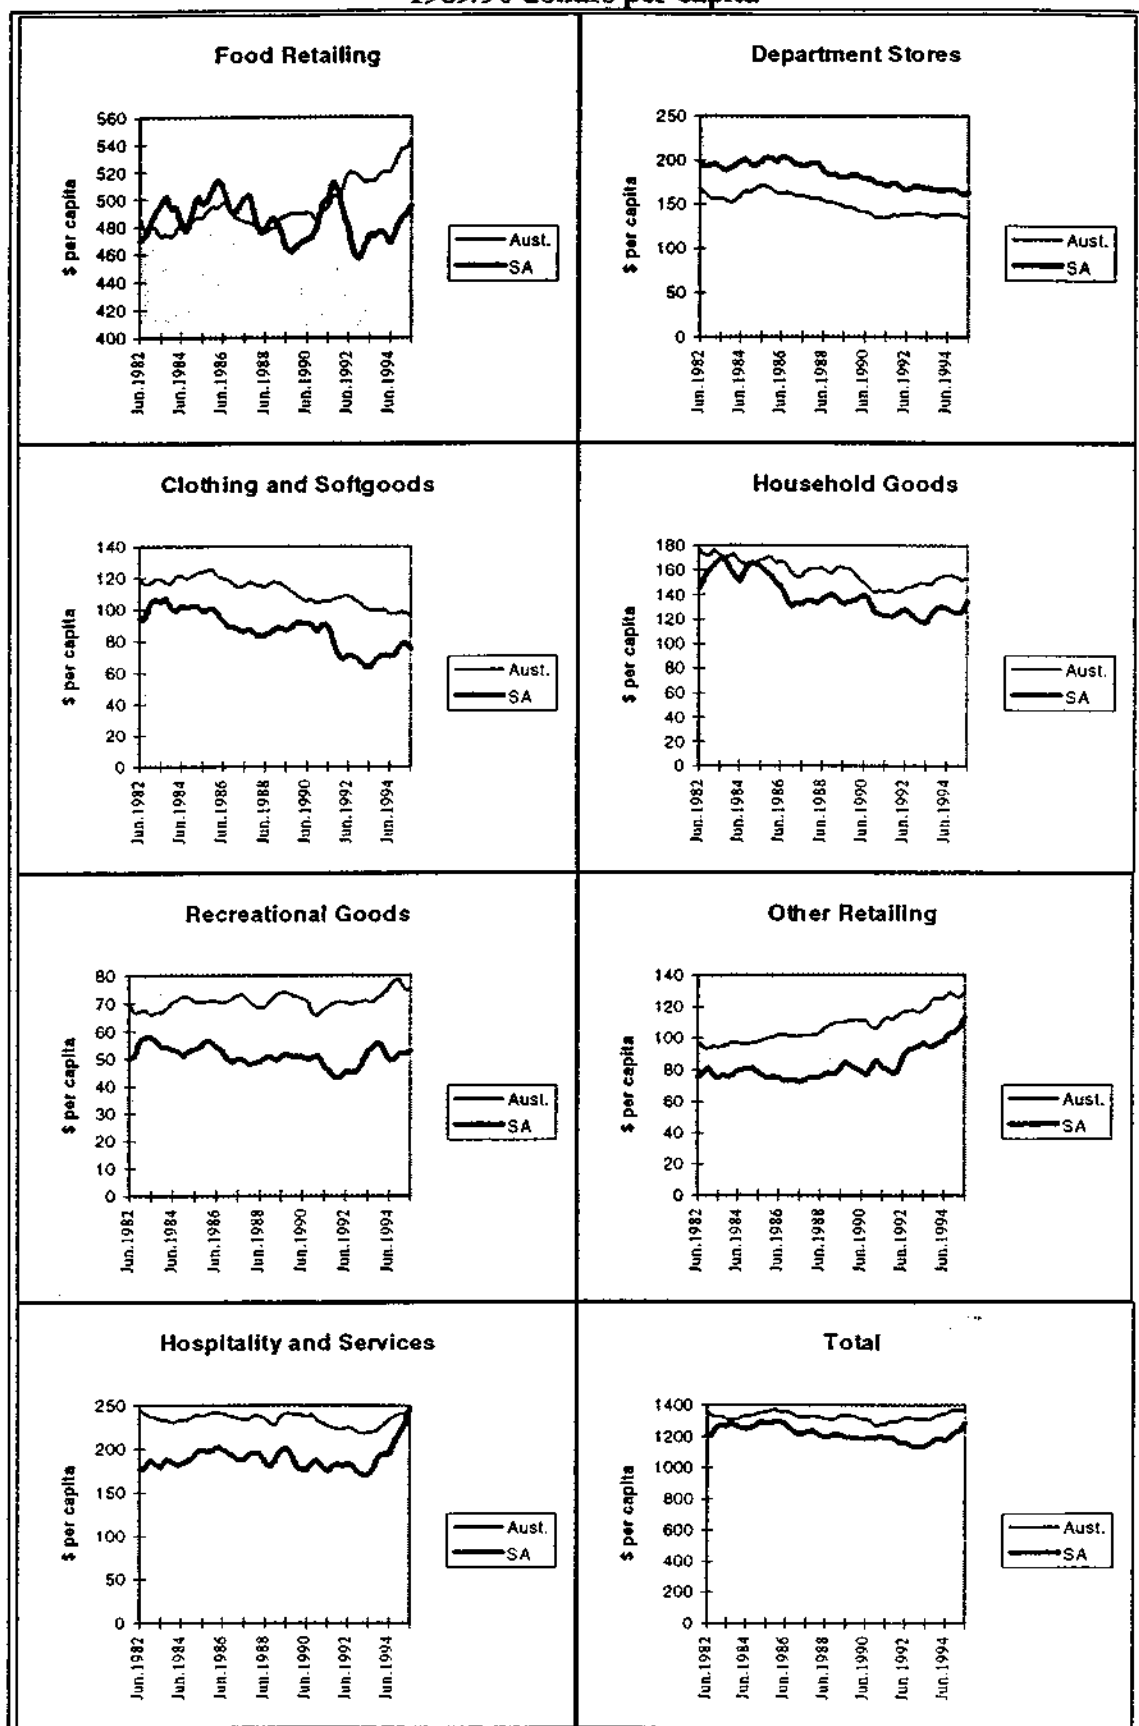 Food Retailing
$ per capita
560
540
520
500
480
460
440
420
400
Jun.1982
Jun.1984
Jun.1986
Jun.1988
Jun.1990
Jun.1992
Jun.1994
Aust.
SA
Department Stores
$ per capita
250
200
150
100
50
0
Jun.1982
Jun.1984
Jun.1986
Jun.1988
Jun.1990
Jun.1992
Jun.1994
Aust.
SA
Clothing and Softgoods
$ per capita
140
120
100
80
60
40
20
0
Jun.1982
Jun.1984
Jun.1986
Jun.1988
Jun.1990
Jun.1992
Jun.1994
Aust.
SA
Household Goods
$ per capita
180
160
140
120
100
80
60
40
20
0
Jun.1982
Jun.1984
Jun.1986
Jun.1988
Jun.1990
Jun.1992
Jun.1994
Aust.
SA
Recreational Goods
$ per capita
80
70
60
50
40
30
20
10
0
Jun.1982
Jun.1984
Jun.1986
Jun.1988
Jun.1990
Jun.1992
Jun.1994
Aust.
SA
Other Retailing
$ per capita
140
120
100
80
60
40
20
0
Jun.1982
Jun.1984
Jun.1986
Jun.1988
Jun.1990
Jun.1992
Jun.1994
Aust.
SA
Hospitality and Services
$ per capita
250
200
150
100
50
0
Jun.1982
Jun.1984
Jun.1986
Jun.1988
Jun.1990
Jun.1992
Jun.1994
Aust.
SA
Total
$ per capita
1400
1200
1000
800
600
400
200
0
Jun.1982
Jun.1984
Jun.1986
Jun.1988
Jun.1990
Jun.1992
Jun.1994
Aust.
SA